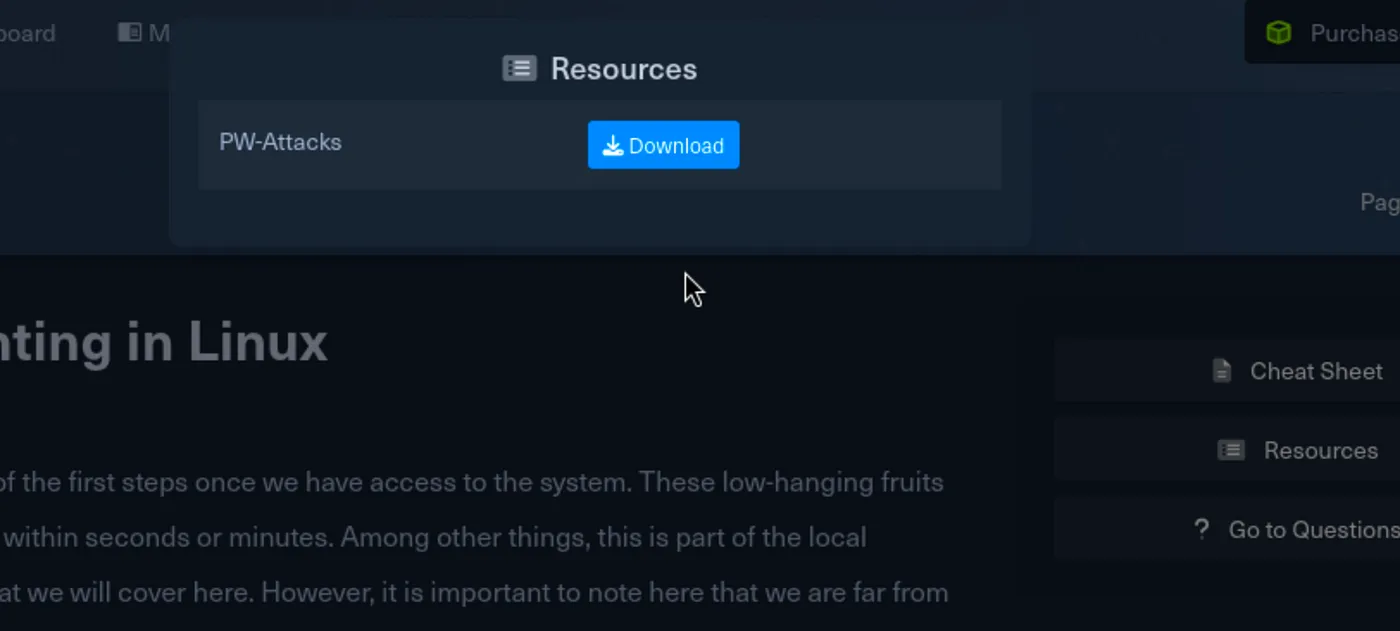 board
M
Purchas
Resources
PW-Attacks
Download
Pag
nting in Linux
Cheat Sheet
of the first steps once we have access to the system. These low-hanging fruits
Resources
within seconds or minutes. Among other things, this is part of the local
? Go to Questions
at we will cover here. However, it is important to note here that we are far from